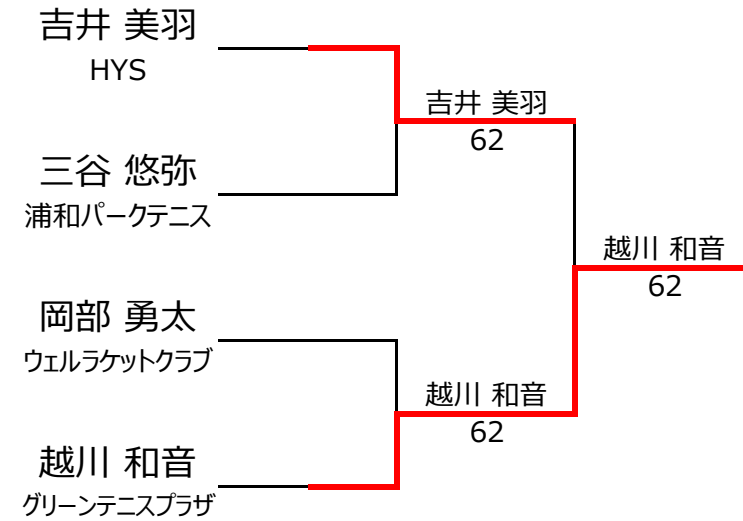 吉井 美羽
HYS
三谷 悠弥
浦和パークテニス
岡部 勇太
ウェルラケットクラブ
越川 和音
グリーンテニスプラザ
吉井 美羽
62
越川 和音
62
越川 和音
62